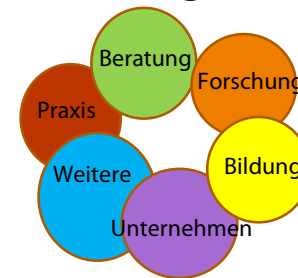 Beratung
Forschung
Praxis
Weitere
Bildung
Unternehmen